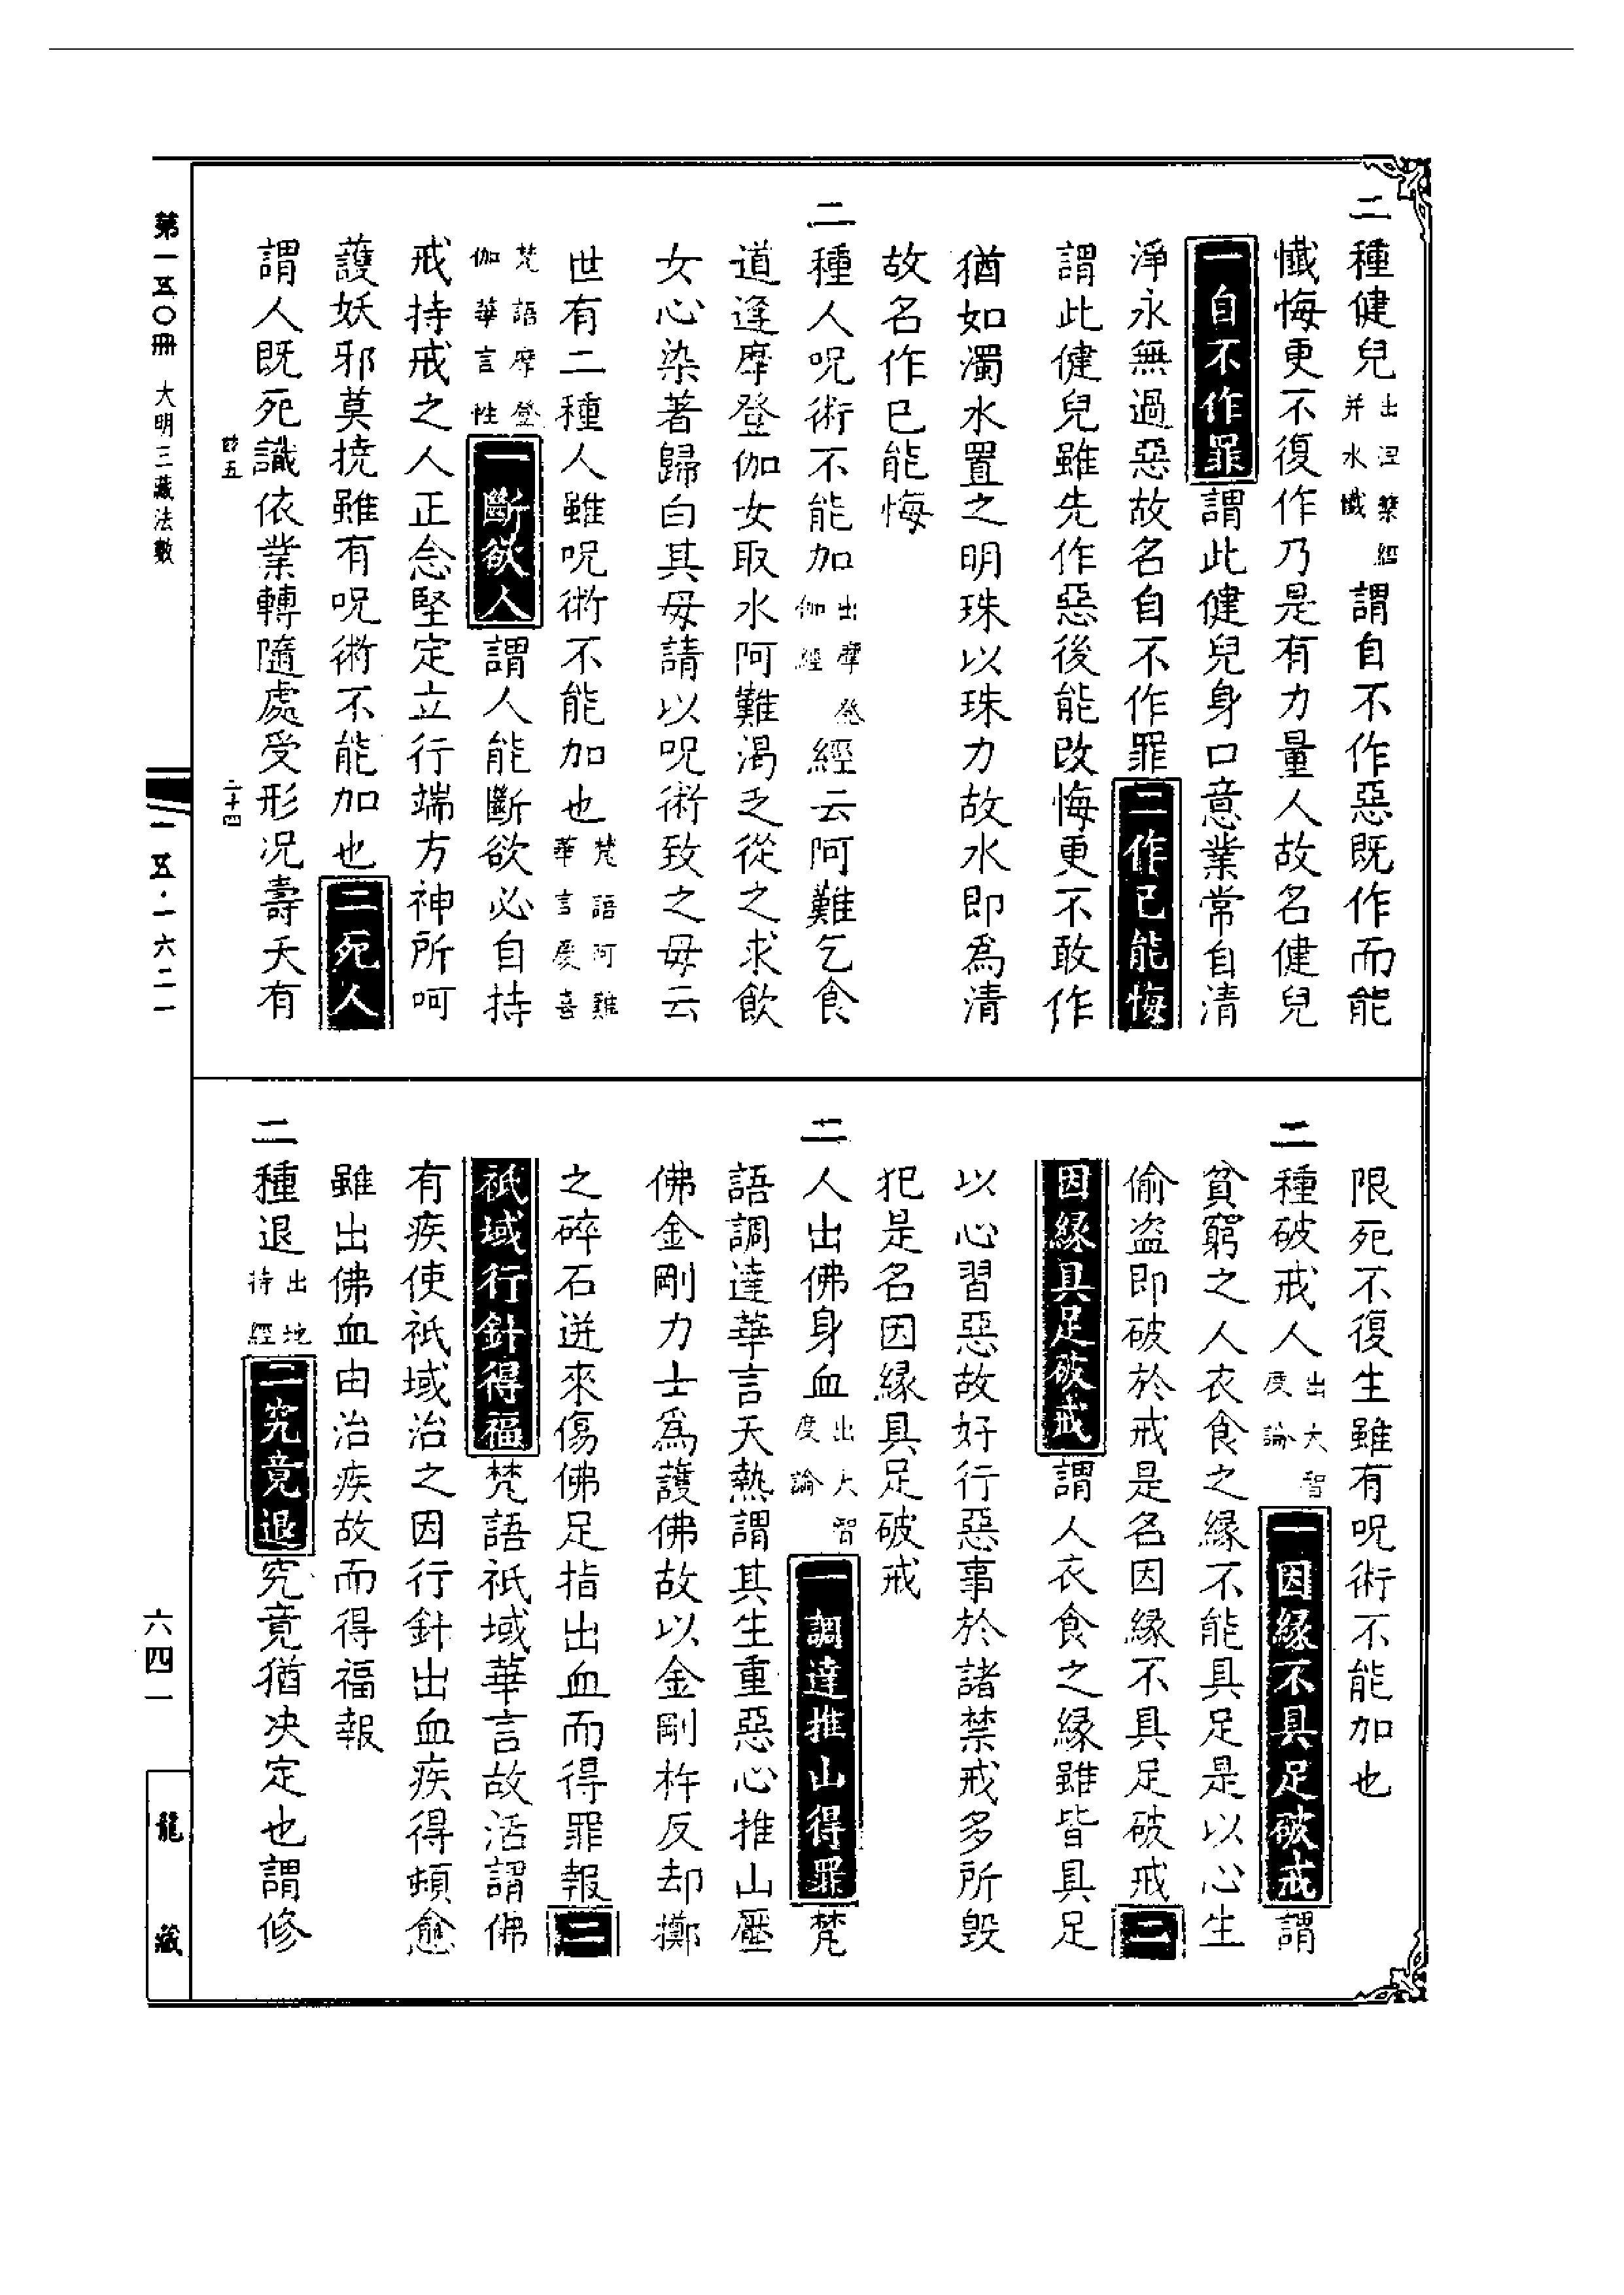 二種健兒出涅槃經并水懺謂自不作惡既作而能
懺悔更不復作乃是有力量人故名健兒
一自不作罪謂此健兒身口意業常自清
淨永無過惡故名自不作罪二作已能悔
謂此健兒雖先作惡後能改悔更不敢作
猶如濁水置之明珠以珠力故水即為清
故名作已能悔
二種人呪術不能加出摩登伽經經云阿難乞食
道逢摩登伽女取水阿難渴乏從之求飲
女心染著歸白其母請以呪術致之母云
世有二種人雖呪術不能加也梵語阿難華言慶喜
梵語摩登伽華言性一斷欲人謂人能斷欲必自持
戒持戒之人正念堅定立行端方神所呵
護妖邪莫撓雖有呪術不能加也二死人
謂人既死識依業轉隨處受形況壽夭有
限死不復生雖有呪術不能加也
二種破戒人出大智度論一因緣不具足破戒謂
貧窮之人衣食之緣不能具足是以心生
偷盗即破於戒是名因緣不具足破戒二
因緣具足破戒謂人衣食之緣雖皆具足
以心習惡故好行惡事於諸禁戒多所毀
犯是名因緣具足破戒
二人出佛身血出大智度論一調達推山得罪梵
語調達華言天熱謂其生重惡心推山壓
佛金剛力士為護佛故以金剛杵反却擲
之碎石迸來傷佛足指出血而得罪報二
祇域行針得福梵語祇域華言故活謂佛
有疾使祇域治之因行針出血疾得頓愈
雖出佛血由治疾故而得福報
二種退出地持經一究竟退究竟猶決定也謂修
第一五〇冊 大明三藏法數
二十四
一五·一六二一
六四一
龍藏